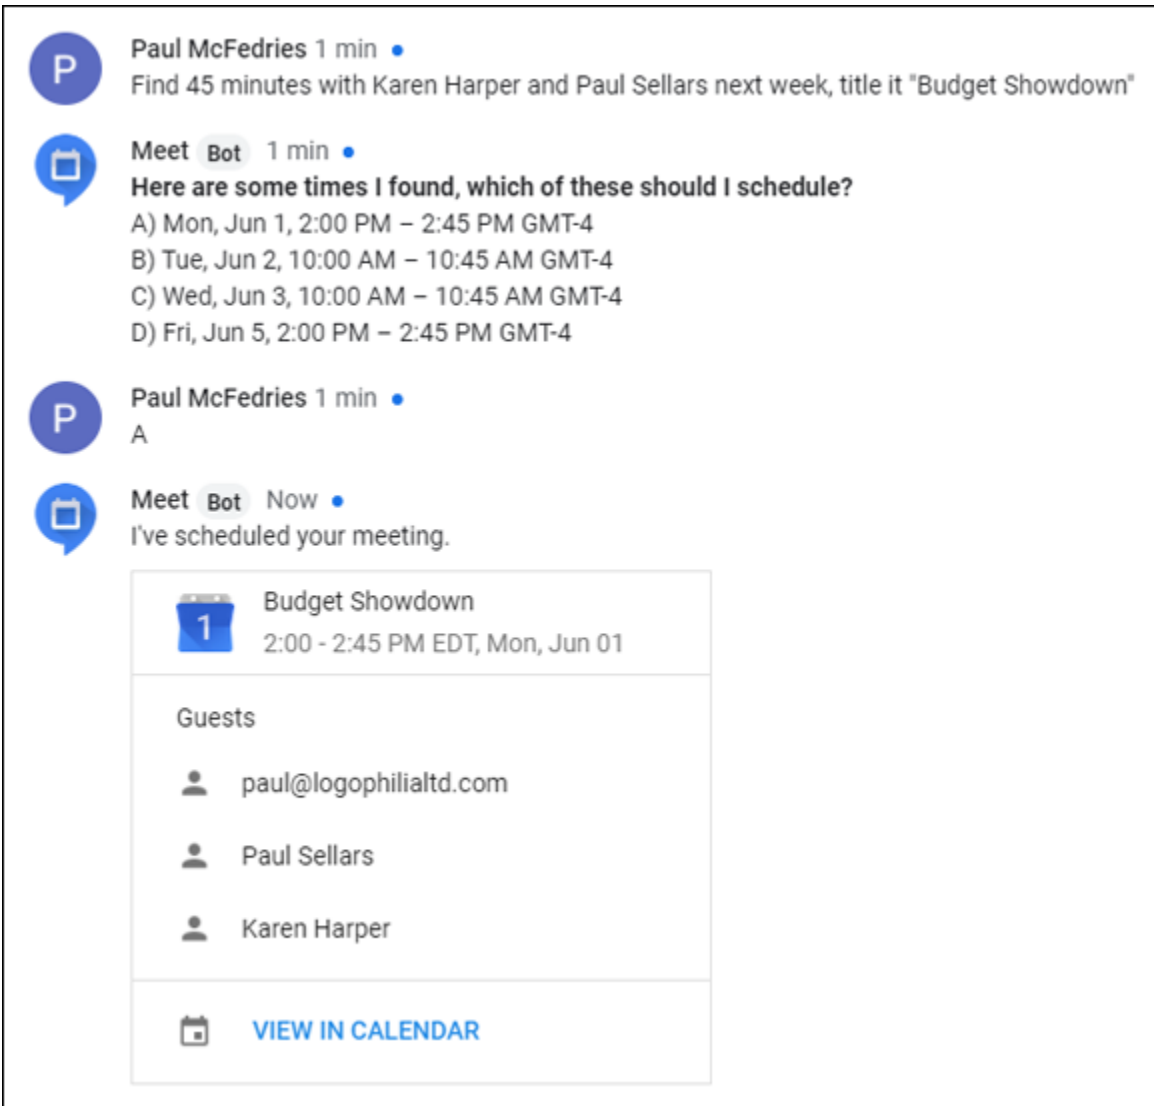 P
Paul McFedries 1 min
Find 45 minutes with Karen Harper and Paul Sellars next week, title it "Budget Showdown"
Meet Bot 1 min
Here are some times I found, which of these should I schedule?
A) Mon, Jun 1, 2:00 PM – 2:45 PM GMT-4
B) Tue, Jun 2, 10:00 AM – 10:45 AM GMT-4
C) Wed, Jun 3, 10:00 AM – 10:45 AM GMT-4
D) Fri, Jun 5, 2:00 PM – 2:45 PM GMT-4
P
Paul McFedries 1 min
A
Meet Bot Now
I've scheduled your meeting.
1
Budget Showdown
2:00 - 2:45 PM EDT, Mon, Jun 01
Guests
paul@logophilialtd.com
Paul Sellars
Karen Harper
VIEW IN CALENDAR